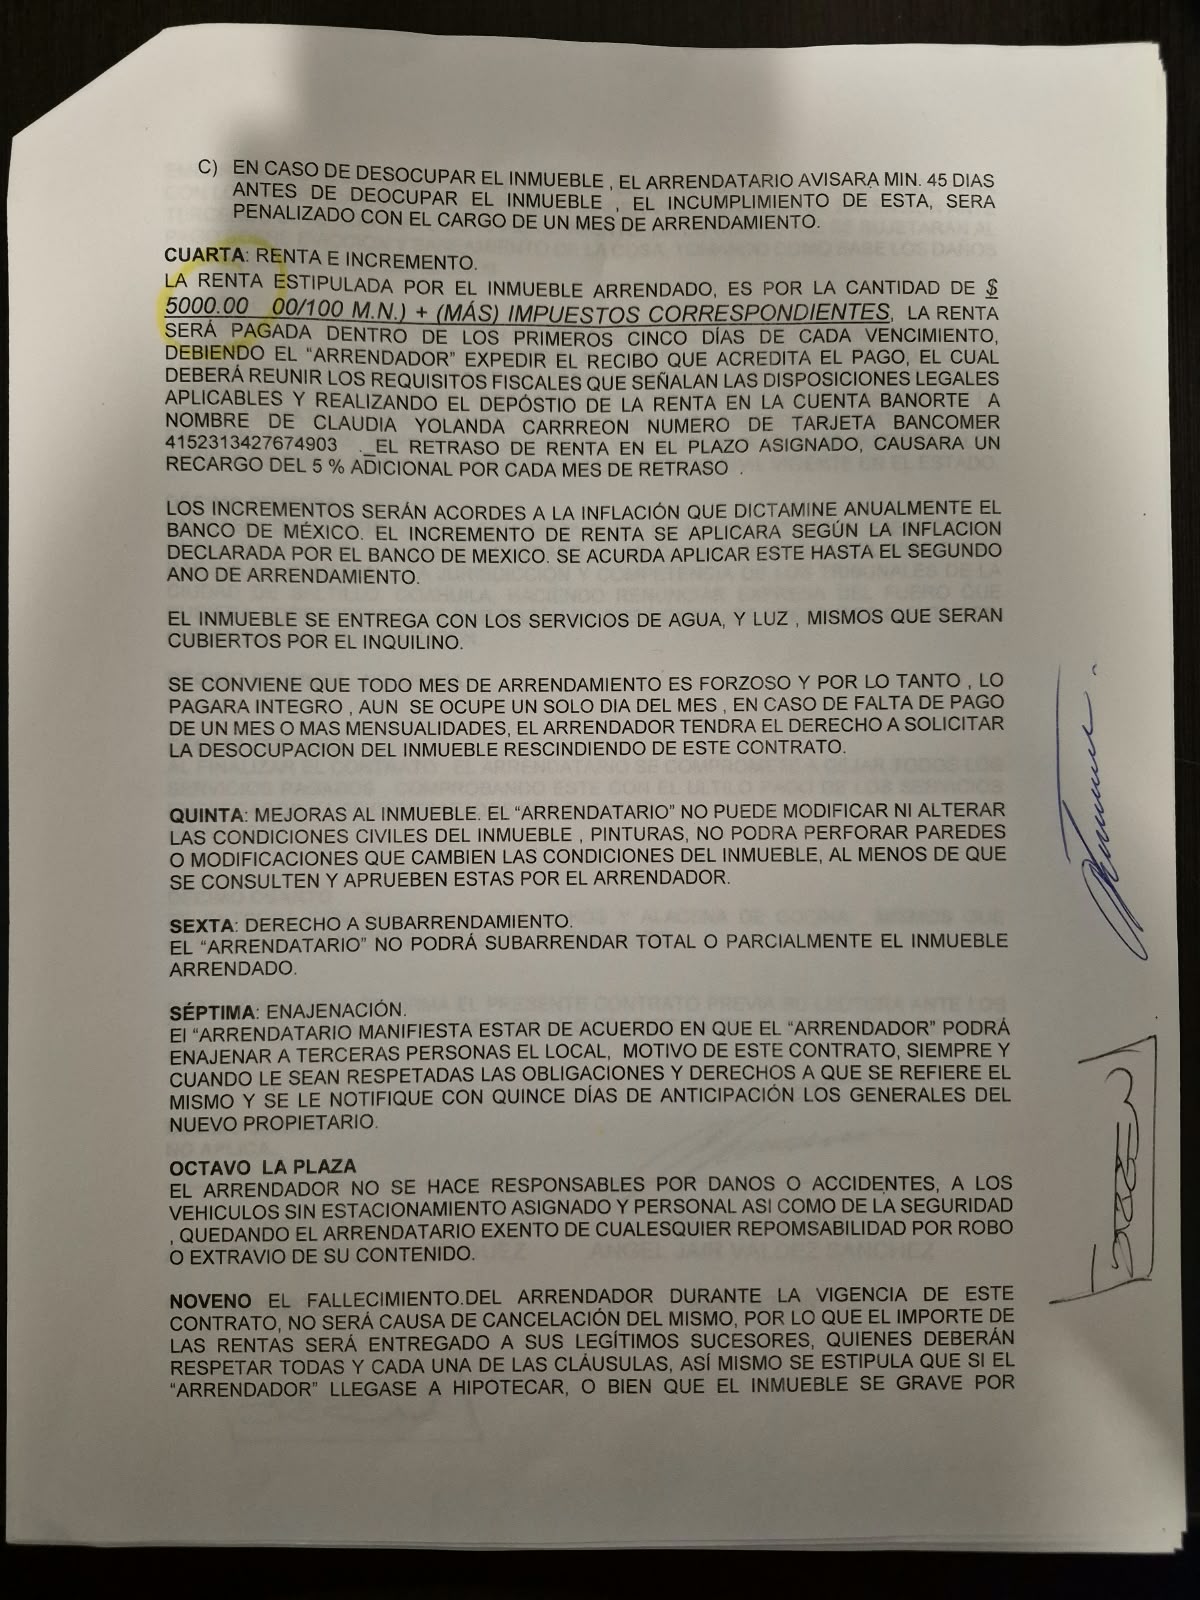 C) EN CASO DE DESOCUPAR EL INMUEBLE , EL ARRENDATARIO AVISARA MIN. 45 DIAS
ANTES DE DEOCUPAR EL INMUEBLE , EL INCUMPLIMIENTO DE ESTA, SERA
PENALIZADO CON EL CARGO DE UN MES DE ARRENDAMIENTO.
CUARTA: RENTA E INCREMENTO.
LA RENTA ESTIPULADA POR EL INMUEBLE ARRENDADO, ES POR LA CANTIDAD DE $
5000.00 00/100 M.N.) + (MÁS) IMPUESTOS CORRESPONDIENTES, LA RENTA
SERÁ PAGADA DENTRO DE LOS PRIMEROS CINCO DÍAS DE CADA VENCIMIENTO,
DEBIENDO EL “ARRENDADOR” EXPEDIR EL RECIBO QUE ACREDITA EL PAGO, EL CUAL
DEBERÁ REUNIR LOS REQUISITOS FISCALES QUE SEÑALAN LAS DISPOSICIONES LEGALES
APLICABLES Y REALIZANDO EL DEPÓSTIO DE LA RENTA EN LA CUENTA BANORTE A
NOMBRE DE CLAUDIA YOLANDA CARRREON NUMERO DE TARJETA BANCOMER
4152313427674903 ._EL RETRASO DE RENTA EN EL PLAZO ASIGNADO, CAUSARA UN
RECARGO DEL 5 % ADICIONAL POR CADA MES DE RETRASO .
LOS INCREMENTOS SERÁN ACORDES A LA INFLACIÓN QUE DICTAMINE ANUALMENTE EL
BANCO DE MÉXICO. EL INCREMENTO DE RENTA SE APLICARA SEGÚN LA INFLACION
DECLARADA POR EL BANCO DE MEXICO. SE ACURDA APLICAR ESTE HASTA EL SEGUNDO
ANO DE ARRENDAMIENTO.
EL INMUEBLE SE ENTREGA CON LOS SERVICIOS DE AGUA, Y LUZ , MISMOS QUE SERAN
CUBIERTOS POR EL INQUILINO.
SE CONVIENE QUE TODO MES DE ARRENDAMIENTO ES FORZOSO Y POR LO TANTO , LO
PAGARA INTEGRO , AUN SE OCUPE UN SOLO DIA DEL MES , EN CASO DE FALTA DE PAGO
DE UN MES O MAS MENSUALIDADES, EL ARRENDADOR TENDRA EL DERECHO A SOLICITAR
LA DESOCUPACION DEL INMUEBLE RESCINDIENDO DE ESTE CONTRATO.
QUINTA: MEJORAS AL INMUEBLE. EL “ARRENDATARIO” NO PUEDE MODIFICAR NI ALTERAR
LAS CONDICIONES CIVILES DEL INMUEBLE , PINTURAS, NO PODRA PERFORAR PAREDES
O MODIFICACIONES QUE CAMBIEN LAS CONDICIONES DEL INMUEBLE, AL MENOS DE QUE
SE CONSULTEN Y APRUEBEN ESTAS POR EL ARRENDADOR.
SEXTA: DERECHO A SUBARRENDAMIENTO.
EL “ARRENDATARIO” NO PODRÁ SUBARRENDAR TOTAL O PARCIALMENTE EL INMUEBLE
ARRENDADO.
SÉPTIMA: ENAJENACIÓN.
El “ARRENDATARIO MANIFIESTA ESTAR DE ACUERDO EN QUE EL “ARRENDADOR” PODRÁ
ENAJENAR A TERCERAS PERSONAS EL LOCAL, MOTIVO DE ESTE CONTRATO, SIEMPRE Y
CUANDO LE SEAN RESPETADAS LAS OBLIGACIONES Y DERECHOS A QUE SE REFIERE EL
MISMO Y SE LE NOTIFIQUE CON QUINCE DÍAS DE ANTICIPACIÓN LOS GENERALES DEL
NUEVO PROPIETARIO.
OCTAVO LA PLAZA
EL ARRENDADOR NO SE HACE RESPONSABLES POR DANOS O ACCIDENTES, A LOS
VEHICULOS SIN ESTACIONAMIENTO ASIGNADO Y PERSONAL ASI COMO DE LA SEGURIDAD
, QUEDANDO EL ARRENDATARIO EXENTO DE CUALESQUIER REPOMSABILIDAD POR ROBO
O EXTRAVIO DE SU CONTENIDO.
NOVENO EL FALLECIMIENTO.DEL ARRENDADOR DURANTE LA VIGENCIA DE ESTE
CONTRATO, NO SERÁ CAUSA DE CANCELACIÓN DEL MISMO, POR LO QUE EL IMPORTE DE
LAS RENTAS SERÁ ENTREGADO A SUS LEGÍTIMOS SUCESORES, QUIENES DEBERÁN
RESPETAR TODAS Y CADA UNA DE LAS CLÁUSULAS, ASÍ MISMO SE ESTIPULA QUE SI EL
“ARRENDADOR” LLEGASE A HIPOTECAR, O BIEN QUE EL INMUEBLE SE GRAVE POR